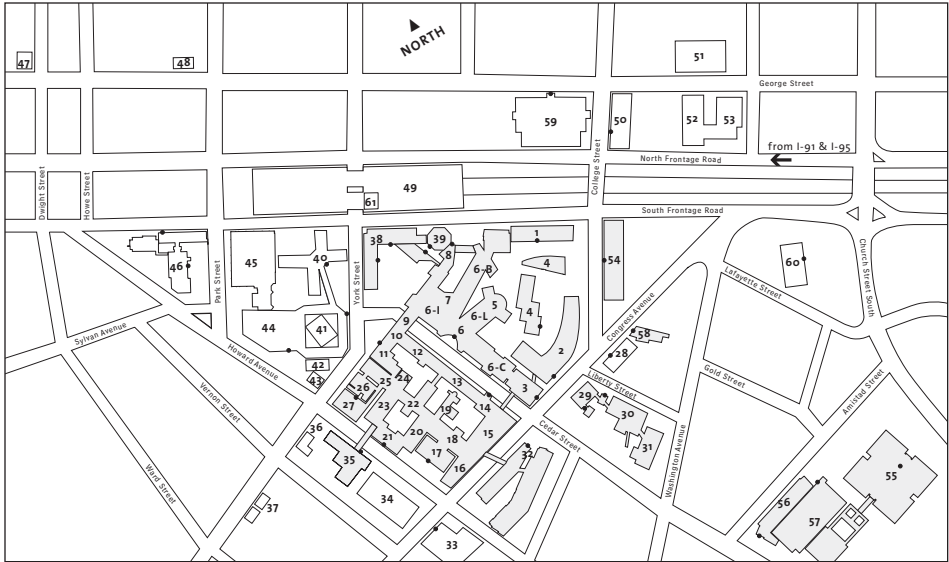 NORTH
47
48
51
George Street
59
50
52
53
from I-91 & I-95
North Frontage Road
College Street
Dwight Street
Howe Street
49
61
South Frontage Road
46
Park Street
45
40
York Street
38
39
8
6-B
1
4
54
60
Lafayette Street
Church Street South
7
6-I
6-L
5
4
6
2
44
41
9
10
Congress Avenue
58
28
Sylvan Avenue
Howard Avenue
42
43
11
12
6-C
3
Liberty Street
Gold Street
Amistad Street
26
25
24
13
27
23
22
19
14
29
30
31
Vernon Street
36
21
20
18
15
17
16
Cedar Street
32
Washington Avenue
35
34
Ward Street
37
33
55
56
57